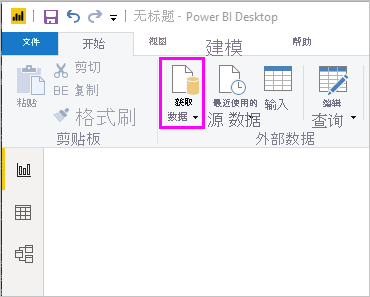 无标题 - Power BI Desktop
文件 开始 视图 建模 帮助
剪切
BE 复制
粘贴 格式刷
获取 最近使用的 输入 编辑
数据 源 数据 查询
剪贴板 外部数据